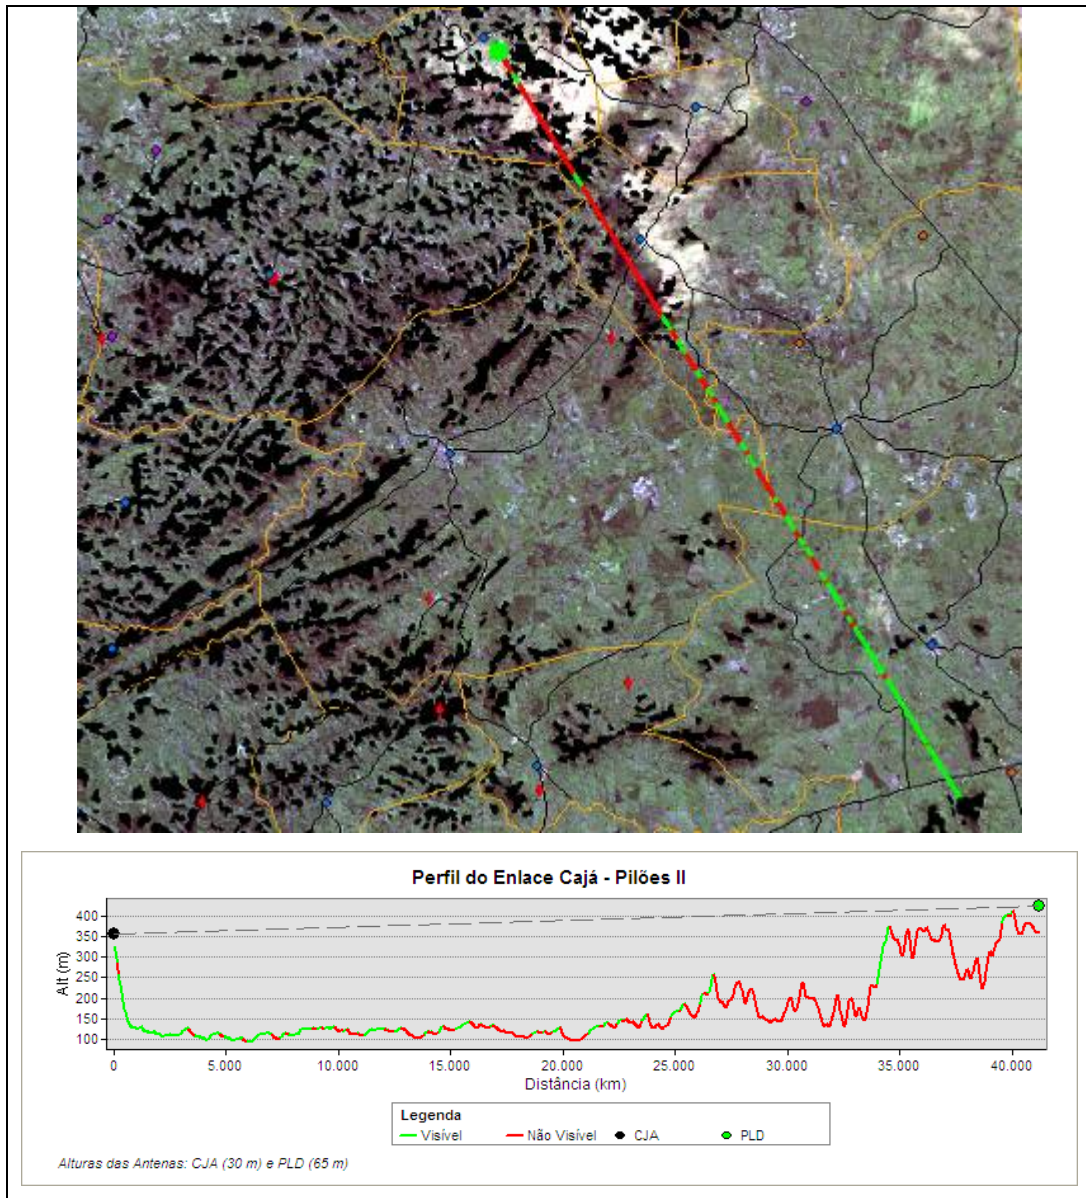 Perfil do Enlace Cajá - Pilões II
Alt (m)
400
350
300
250
200
150
100
0 5.000 10.000 15.000 20.000 25.000 30.000 35.000 40.000
Distância (km)
Legenda
Visível Não Visível CJA PLD
Alturas das Antenas: CJA (30 m) e PLD (65 m)